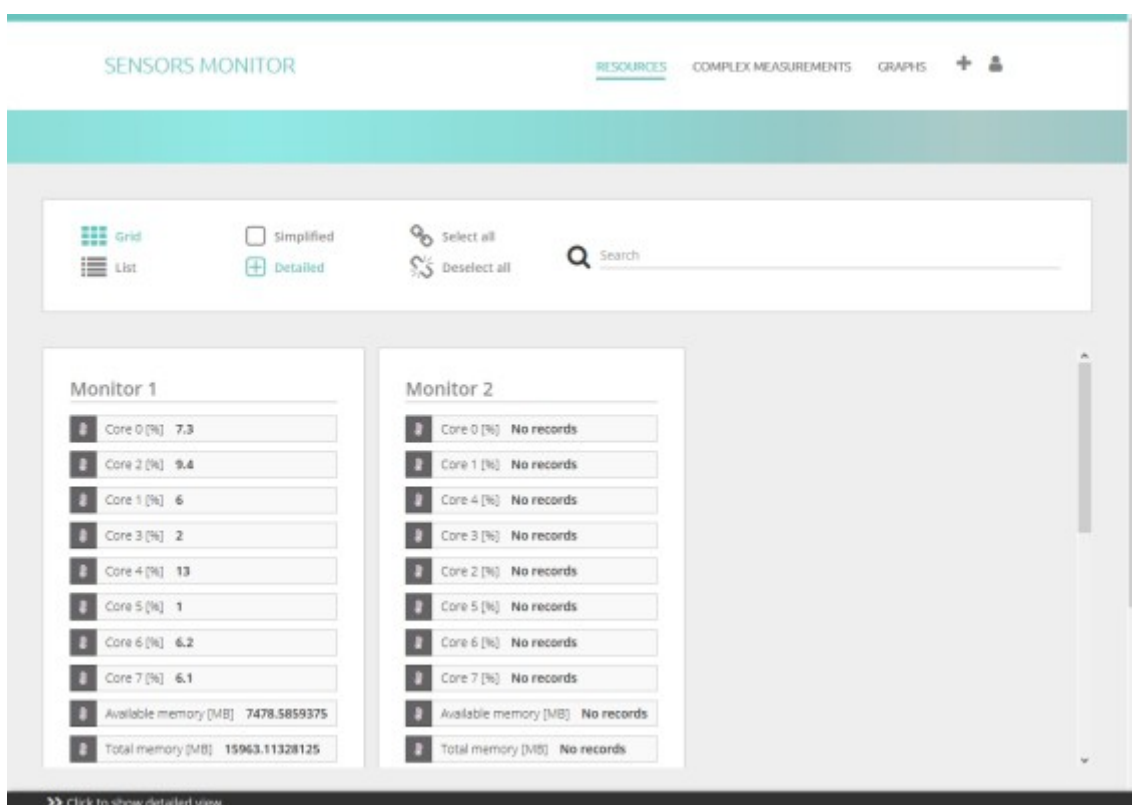 SENSORS MONITOR
RESOURCES COMPLEX MEASUREMENTS GRAPHS
Grid Simplified Select all
List Detailed Deselect all
Search
Monitor 1
Core 0 [%] 7.3
Core 2 [%] 9.4
Core 1 [%] 6
Core 3 [%] 2
Core 4 [%] 13
Core 5 [%] 1
Core 6 [%] 6.2
Core 7 [%] 6.1
Available memory [MB] 7478.5859375
Total memory [MB] 15963.11328125
Monitor 2
Core 0 [%] No records
Core 1 [%] No records
Core 4 [%] No records
Core 3 [%] No records
Core 2 [%] No records
Core 5 [%] No records
Core 6 [%] No records
Core 7 [%] No records
Available memory [MB] No records
Total memory [MB] No records
Click to show detailed view